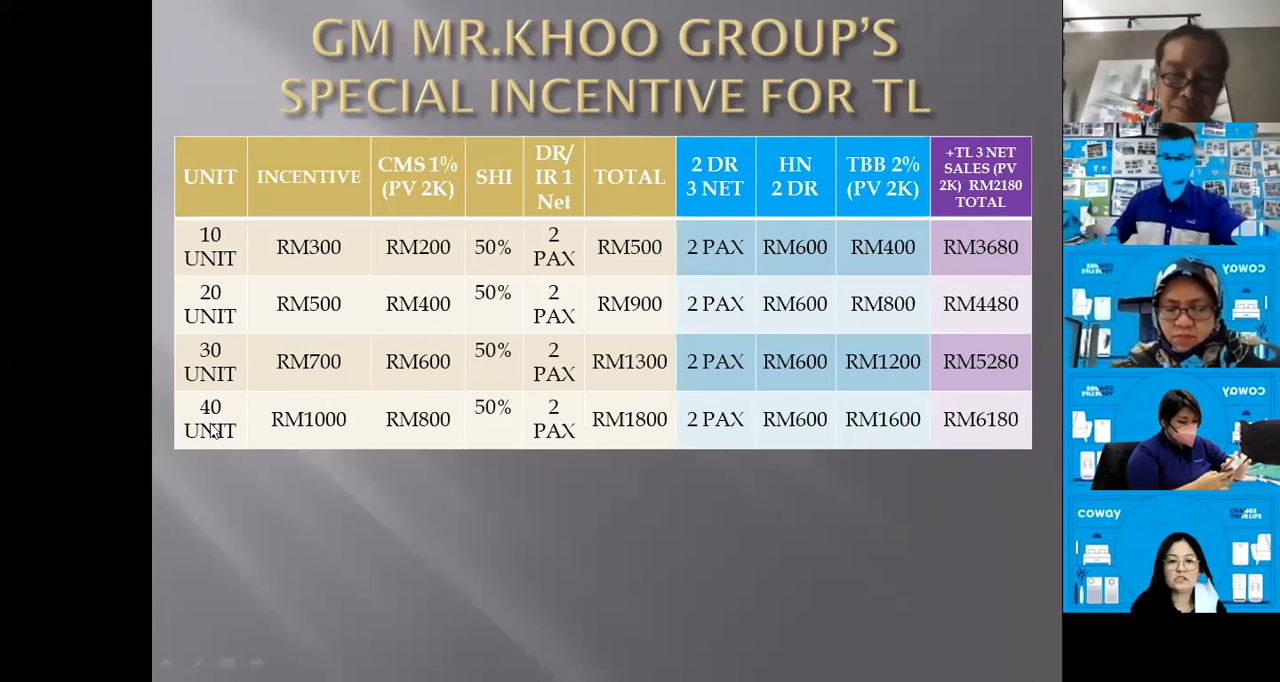 GM MR.KHOO GROUP'S
SPECIAL INCENTIVE FOR TL
UNIT INCENTIVE CMS 1% (PV 2K) SHI DR/ IR 1 Net TOTAL 2 DR 3 NET HN 2 DR TBB 2% (PV 2K) +TL 3 NET SALES (PV 2K) RM2180 TOTAL
10 UNIT RM300 RM200 50% 2 PAX RM500 2 PAX RM600 RM400 RM3680
20 UNIT RM500 RM400 50% 2 PAX RM900 2 PAX RM600 RM800 RM4480
30 UNIT RM700 RM600 50% 2 PAX RM1300 2 PAX RM600 RM1200 RM5280
40 UNIT RM1000 RM800 50% 2 PAX RM1800 2 PAX RM600 RM1600 RM6180
coway
coway
coway
CHANGE YOUR LIFE